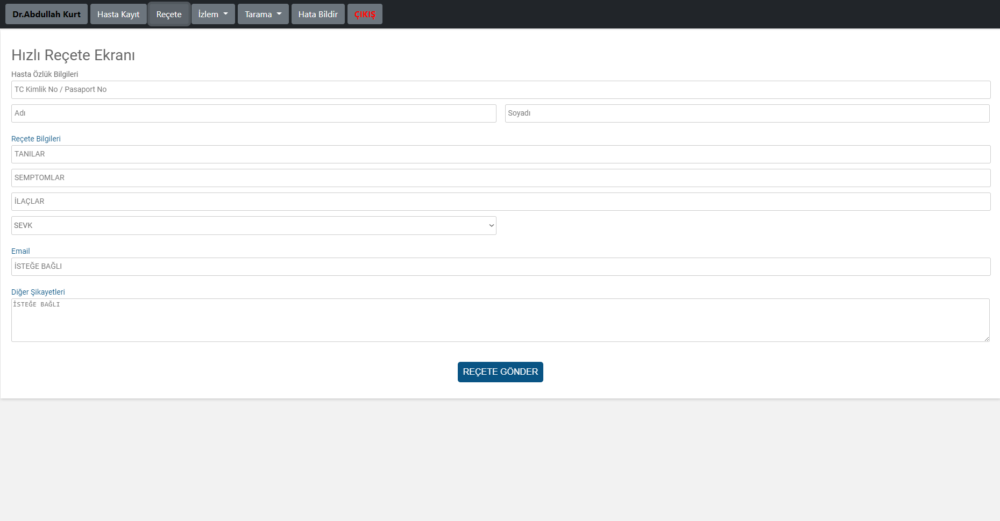 Dr.Abdullah Kurt Hasta Kayıt Reçete İzlem Tarama Hata Bildir ÇIKIŞ
Hızlı Reçete Ekranı
Hasta Özlük Bilgileri
TC Kimlik No / Pasaport No
Adı Soyadı
Reçete Bilgileri
TANILAR
SEMPTOMLAR
İLAÇLAR
SEVK
Email
İSTEĞE BAĞLI
Diğer Şikayetleri
İSTEĞE BAĞLI
REÇETE GÖNDER